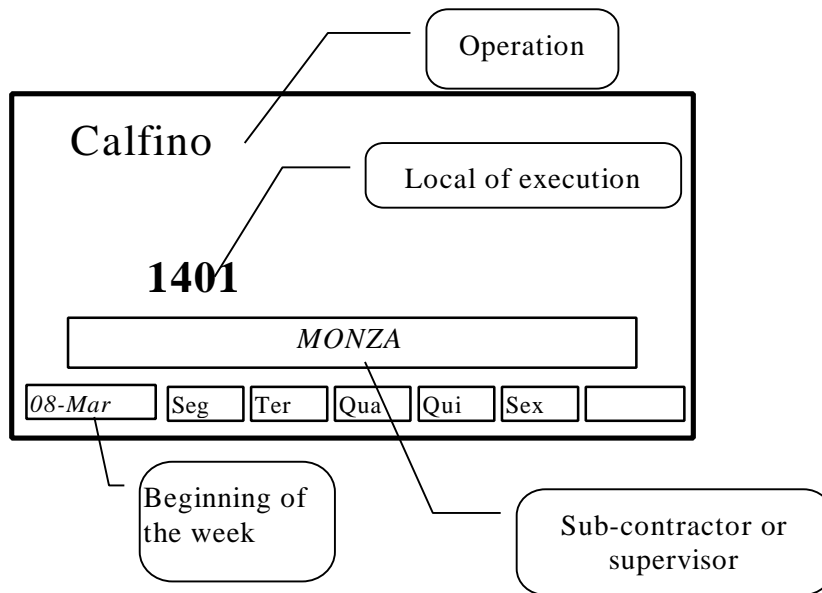 Operation
Calfino
Local of execution
1401
MONZA
08-Mar Seg Ter Qua Qui Sex
Beginning of
the week
Sub-contractor or
supervisor